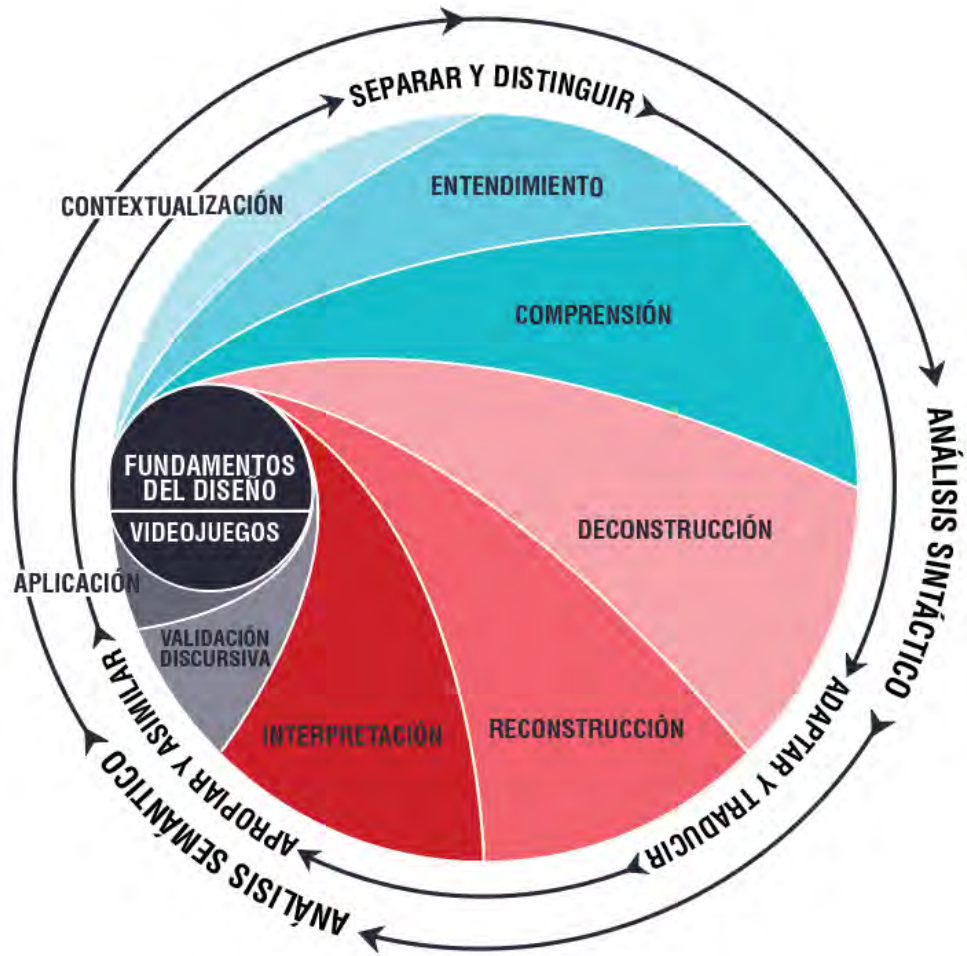 SEPARAR Y DISTINGUIR
CONTEXTUALIZACIÓN
ENTENDIMIENTO
COMPRENSIÓN
ANÁLISIS SINTÁCTICO
FUNDAMENTOS
DEL DISEÑO
VIDEOJUEGOS
DECONSTRUCCIÓN
APLICACIÓN
VALIDACIÓN
DISCURSIVA
INTERPRETACIÓN
RECONSTRUCCIÓN
ADAPTAR Y TRADUCIR
APROPIAR Y ASIMILAR
ANÁLISIS SEMÁNTICO